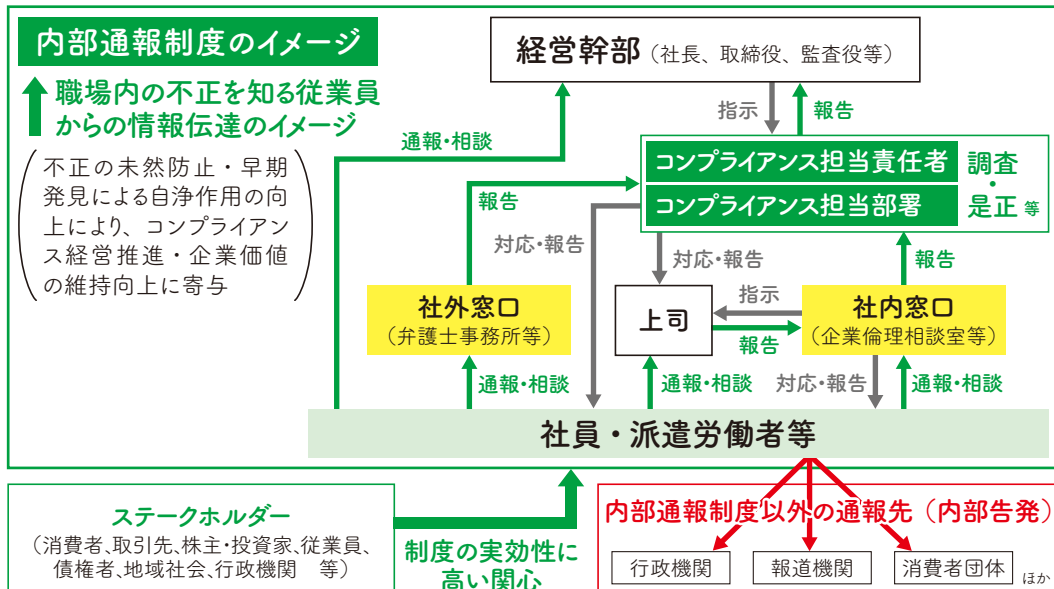 内部通報制度のイメージ
職場内の不正を知る従業員
からの情報伝達のイメージ
不正の未然防止・早期
発見による自浄作用の向
上により、コンプライアン
ス経営推進・企業価値
の維持向上に寄与
経営幹部（社長、取締役、監査役等）
指示
報告
通報・相談
コンプライアンス担当責任者
コンプライアンス担当部署
調査
・
是正 等
報告
対応・報告
対応・報告
報告
社外窓口
（弁護士事務所等）
上司
指示
報告
社内窓口
（企業倫理相談室等）
通報・相談
通報・相談
対応・報告
通報・相談
社員・派遣労働者等
ステークホルダー
（消費者、取引先、株主・投資家、従業員、
債権者、地域社会、行政機関　等）
制度の実効性に
高い関心
内部通報制度以外の通報先（内部告発）
行政機関
報道機関
消費者団体
ほか